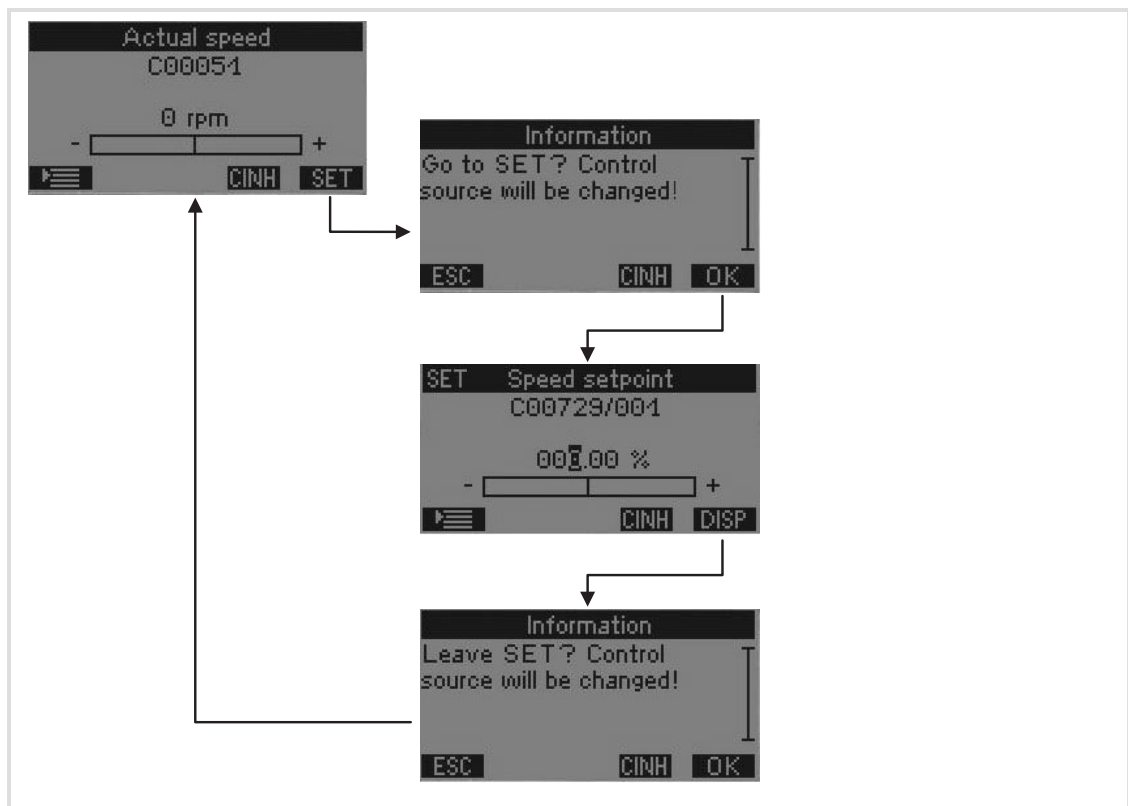 Actual speed
C00051
0 rpm
- +
CINH SET
Information
Go to SET? Control
source will be changed!
ESC CINH OK
SET Speed setpoint
C00729/001
000.00 %
- +
CINH DISP
Information
Leave SET? Control
source will be changed!
ESC CINH OK